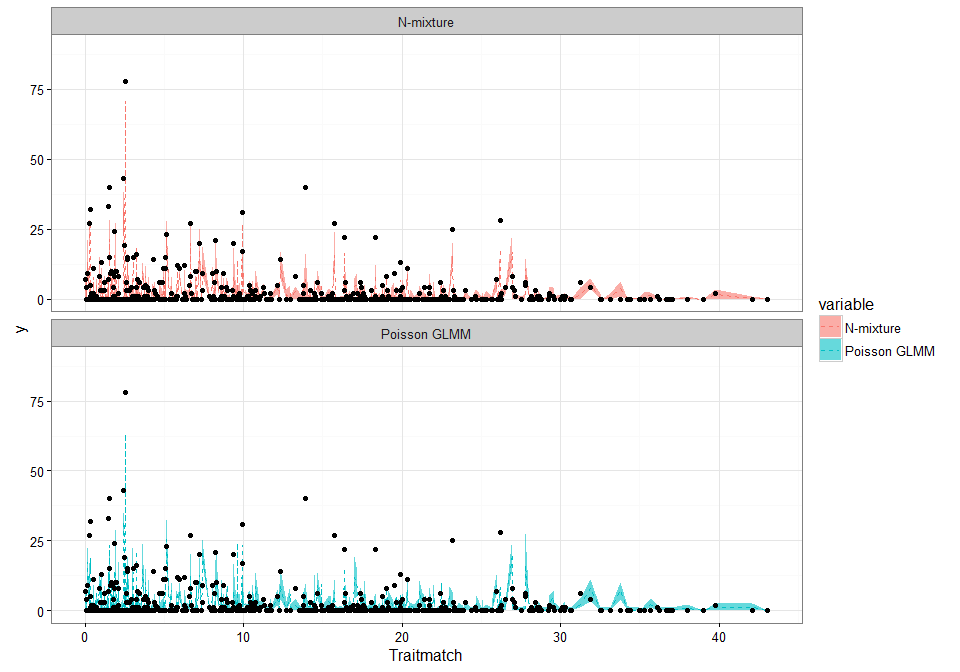 N-mixture
75
50
25
0
y
Poisson GLMM
75
50
25
0
0 10 20 30 40
Traitmatch
variable
N-mixture
Poisson GLMM